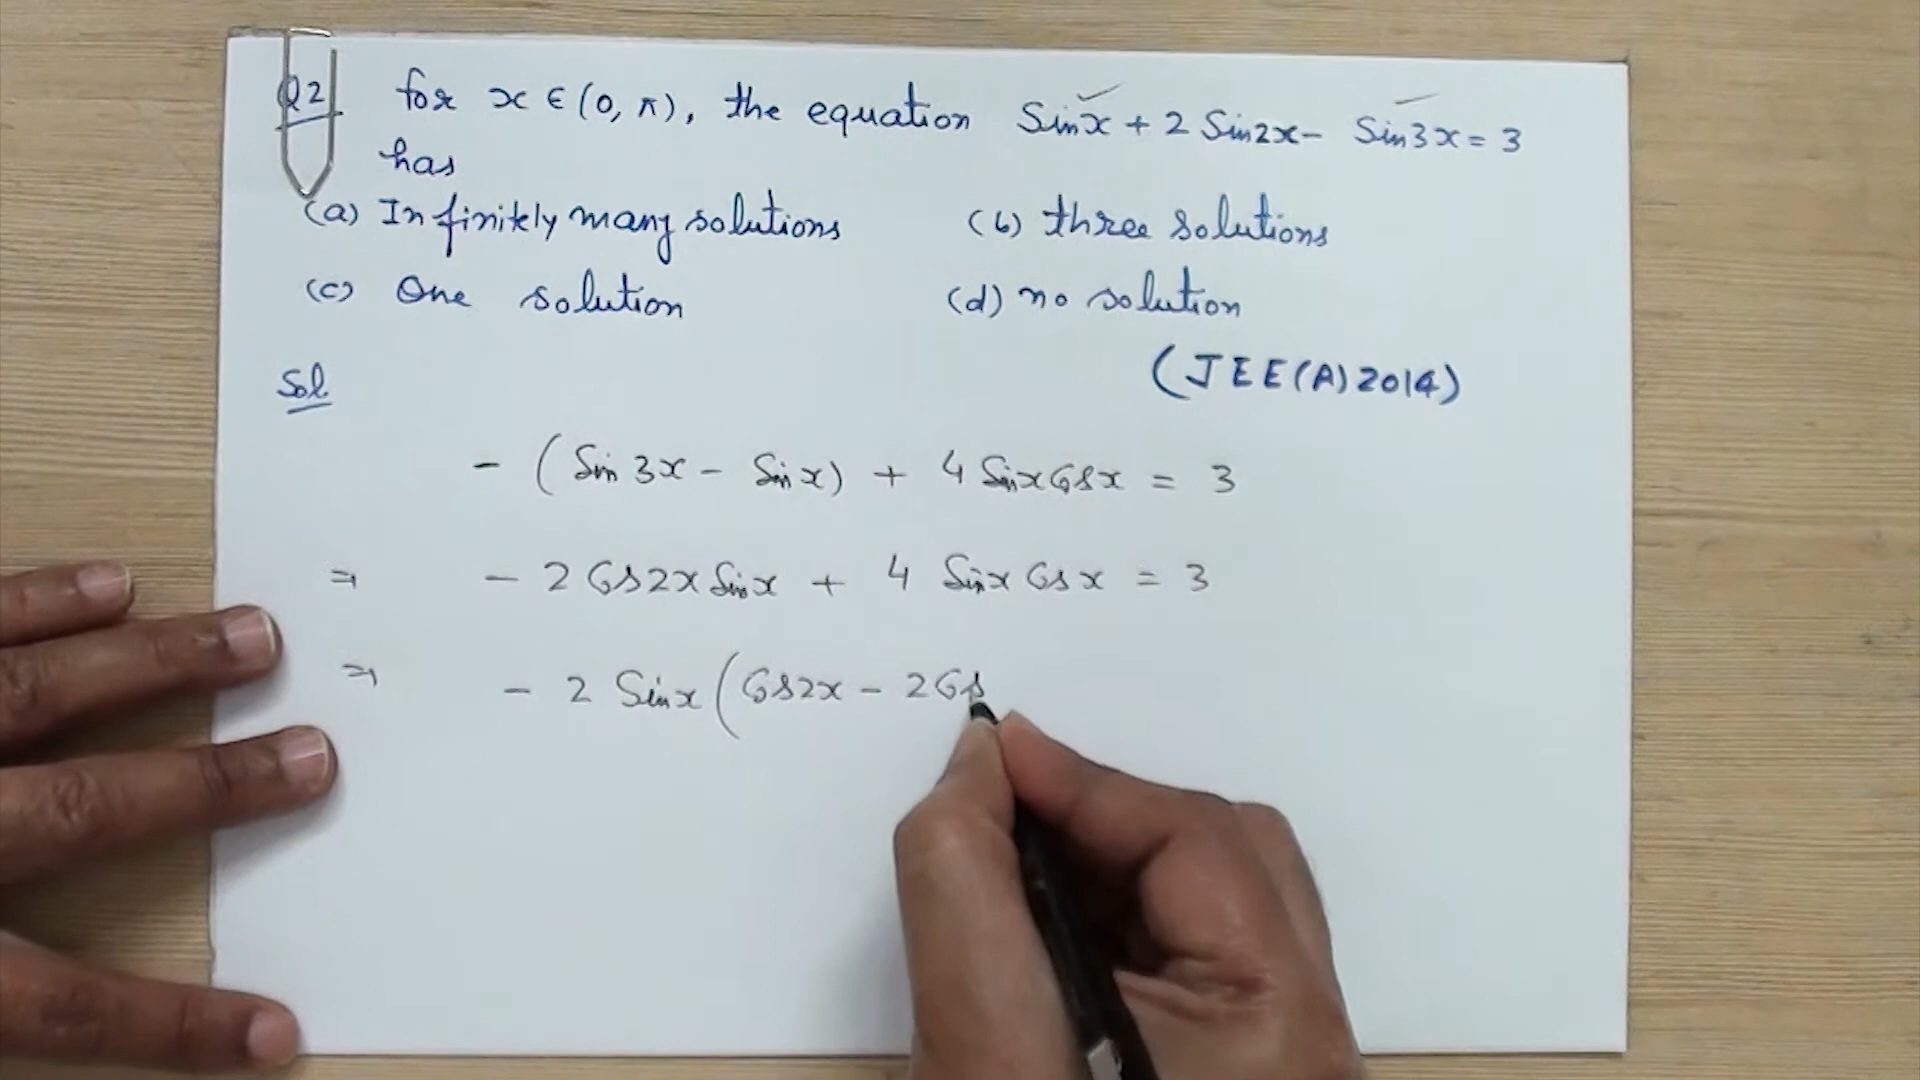 Q2 for x ∈ (0, π), the equation Sin x + 2 Sin2x - Sin3x = 3
has
(a) Infinitely many solutions (b) three solutions
(c) One solution (d) no solution
(JEE(A)2014)
Sol
- (Sin 3x - Sin x) + 4 Sinx Cosx = 3
⇒ - 2 Cos2x Sinx + 4 Sinx Cosx = 3
⇒ - 2 Sinx (Cos2x - 2Cos